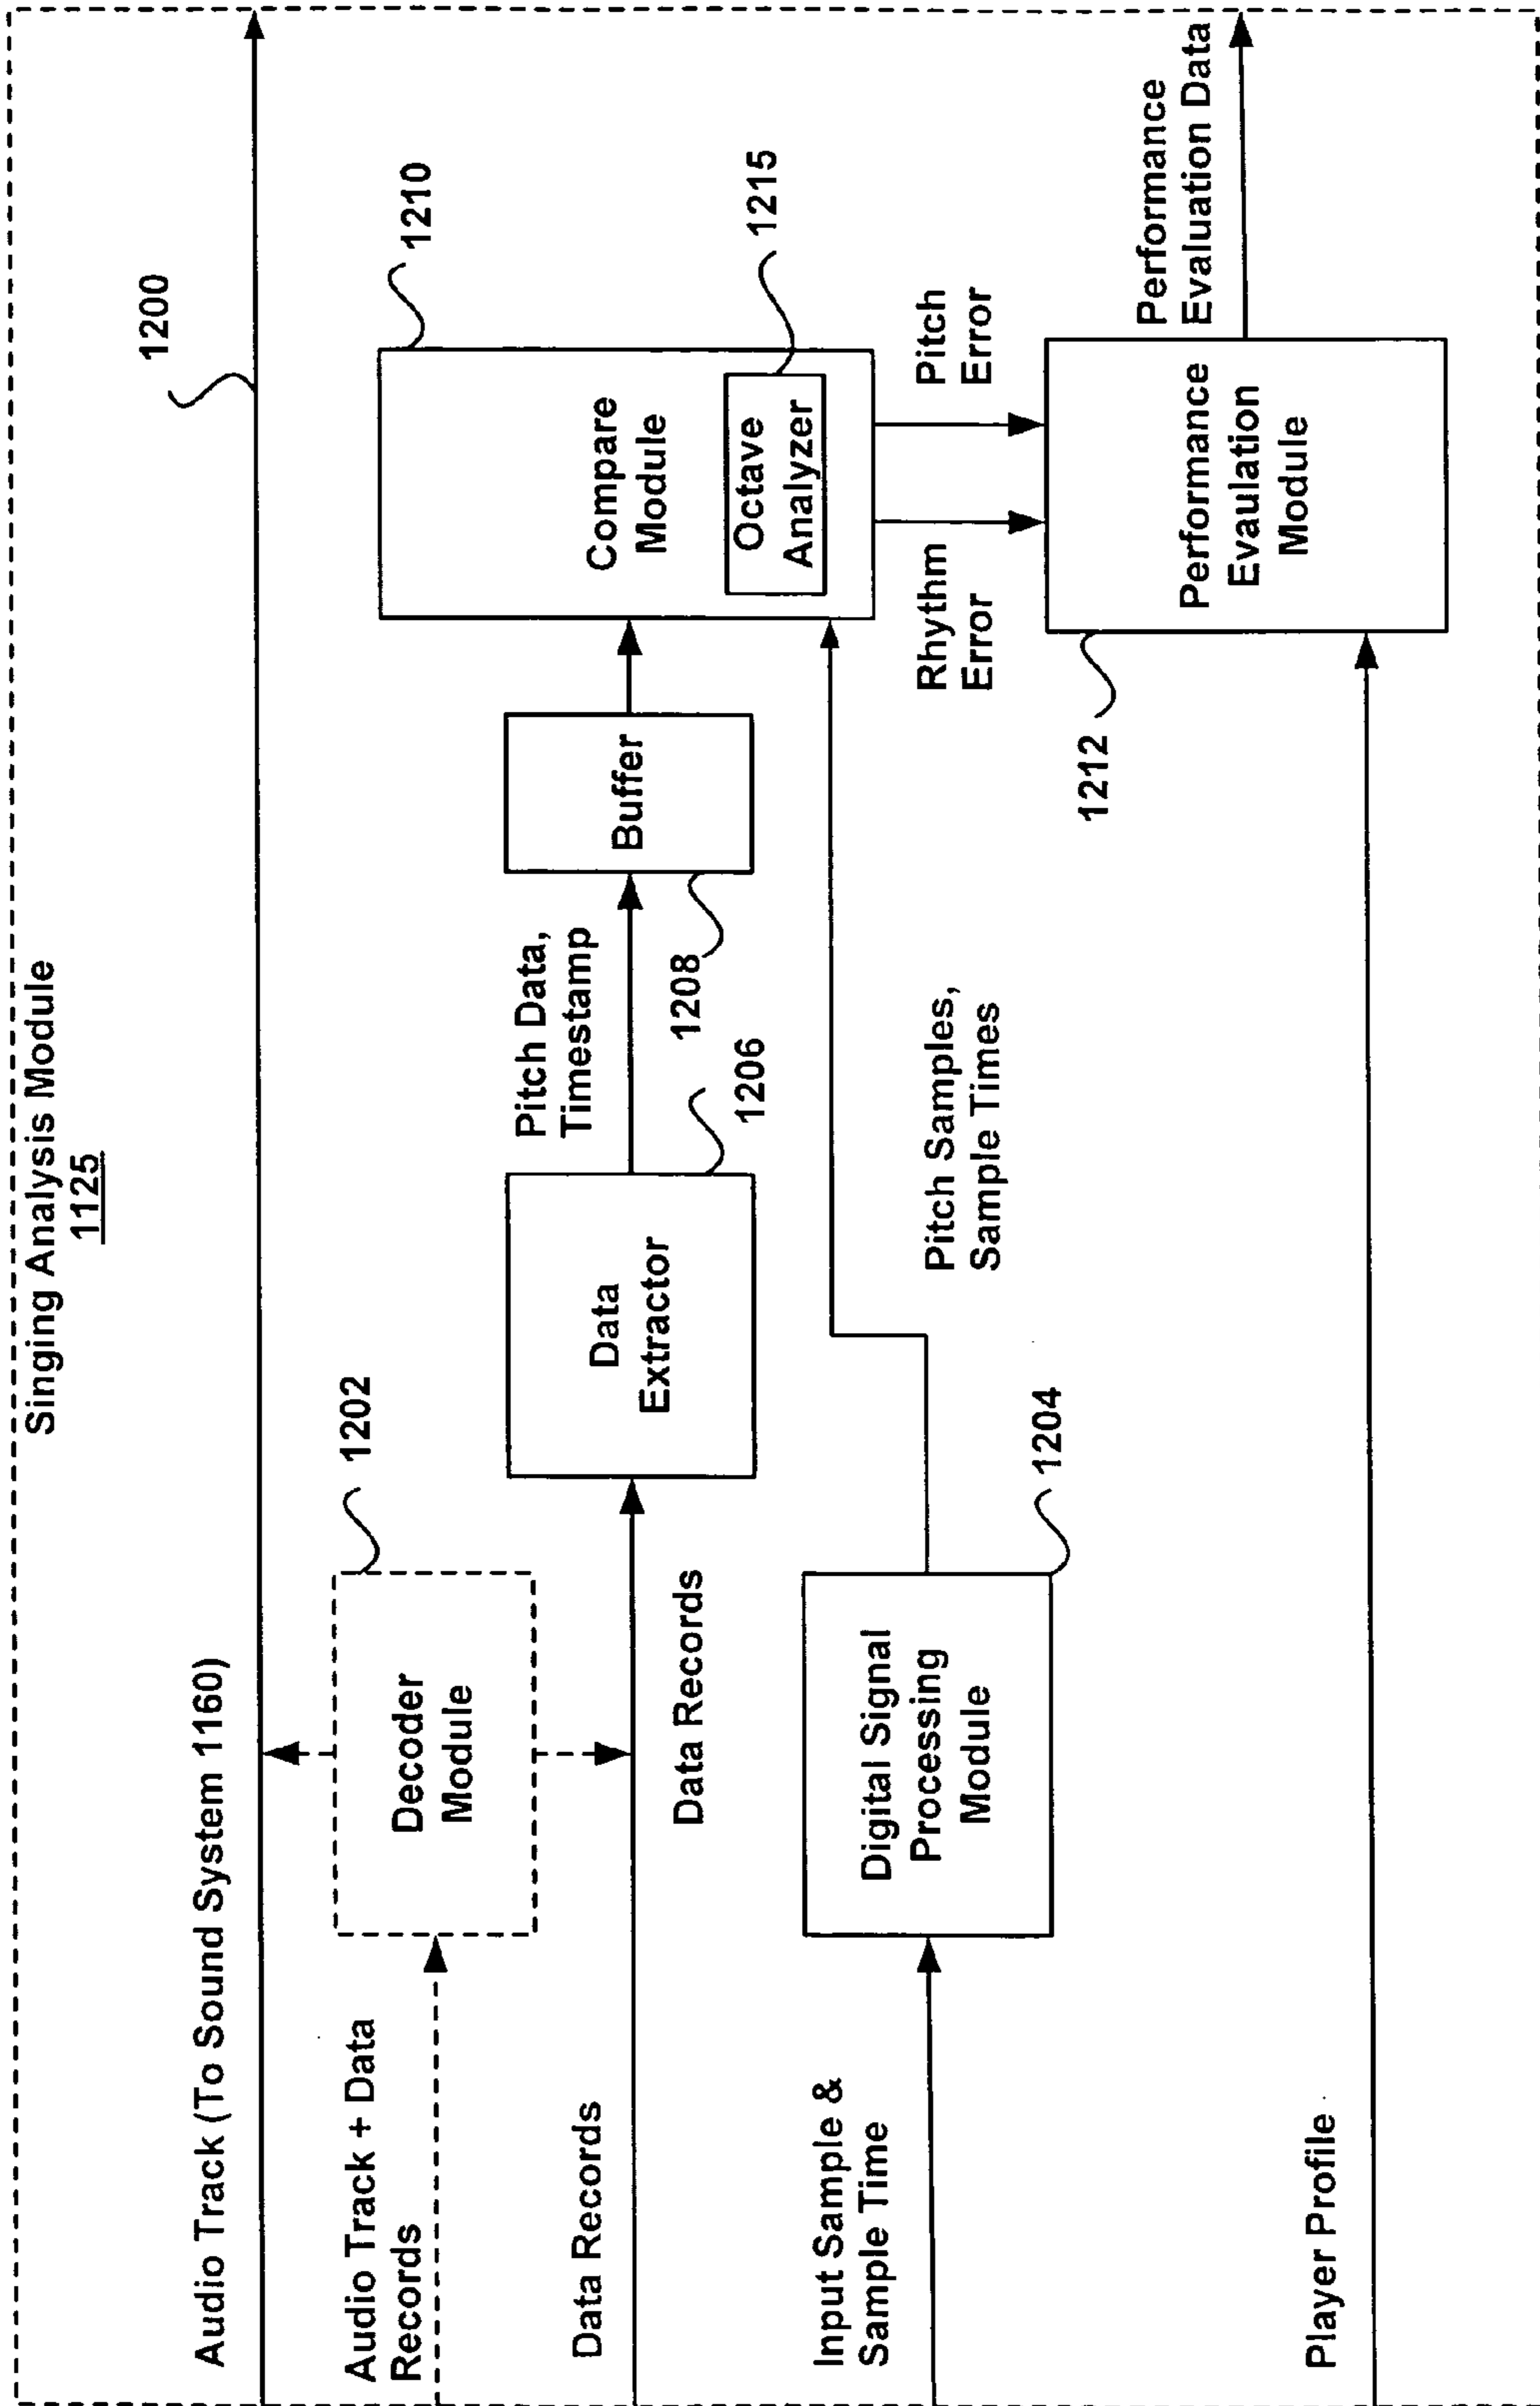 Singing Analysis Module
1125
Audio Track (To Sound System 1160)
1200
Audio Track + Data
Records
Decoder
Module
1202
Data Records
Data Records
Data
Extractor
1206
Pitch Data,
Timestamp
Buffer
1208
Compare
Module
1210
Octave
Analyzer
1215
Input Sample &
Sample Time
Digital Signal
Processing
Module
1204
Pitch Samples,
Sample Times
Rhythm
Error
Pitch
Error
Player Profile
Performance
Evaulation
Module
1212
Performance
Evaluation Data